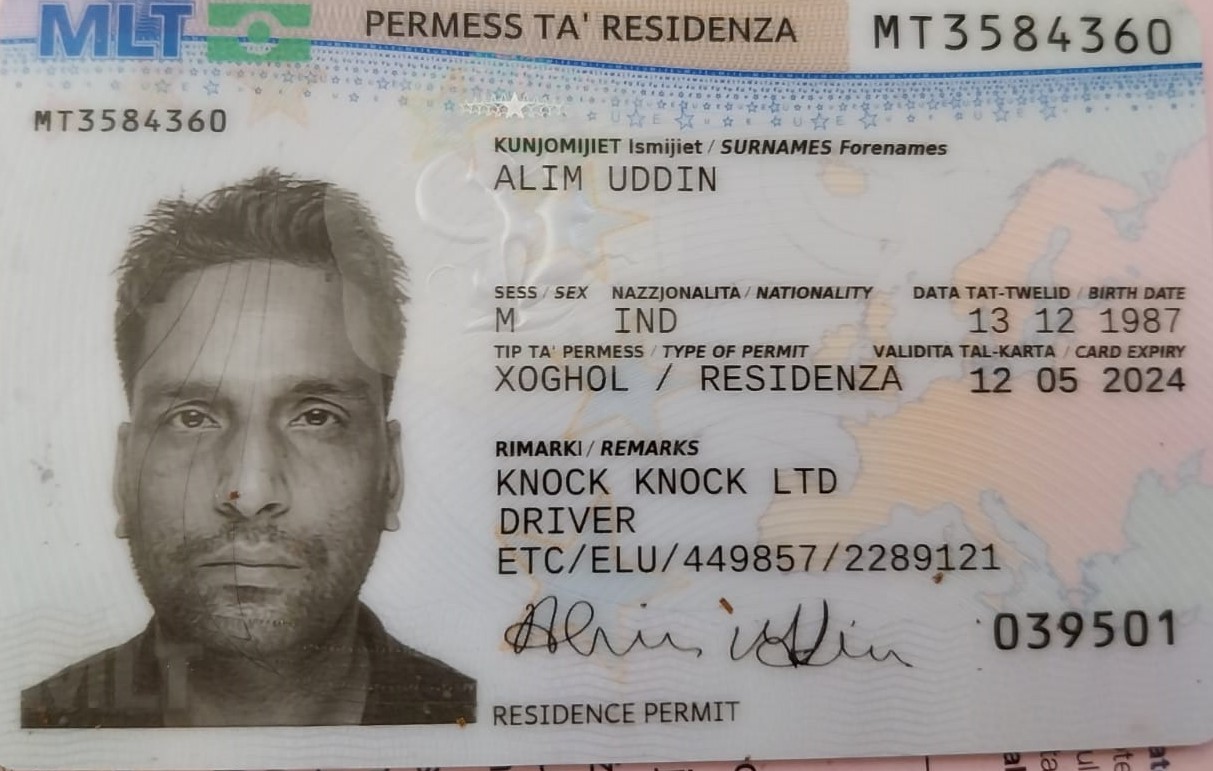 MLT PERMESS TA' RESIDENZA MT3584360
MT3584360
KUNJOMIJIET Ismijiet / SURNAMES Forenames
ALIM UDDIN
SESS / SEX NAZZJONALITA / NATIONALITY DATA TAT-TWELID / BIRTH DATE
M IND 13 12 1987
TIP TA' PERMESS / TYPE OF PERMIT VALIDITA TAL-KARTA / CARD EXPIRY
XOGHOL / RESIDENZA 12 05 2024
RIMARKI / REMARKS
KNOCK KNOCK LTD
DRIVER
ETC/ELU/449857/2289121
Alim Uddin
039501
MLT
RESIDENCE PERMIT